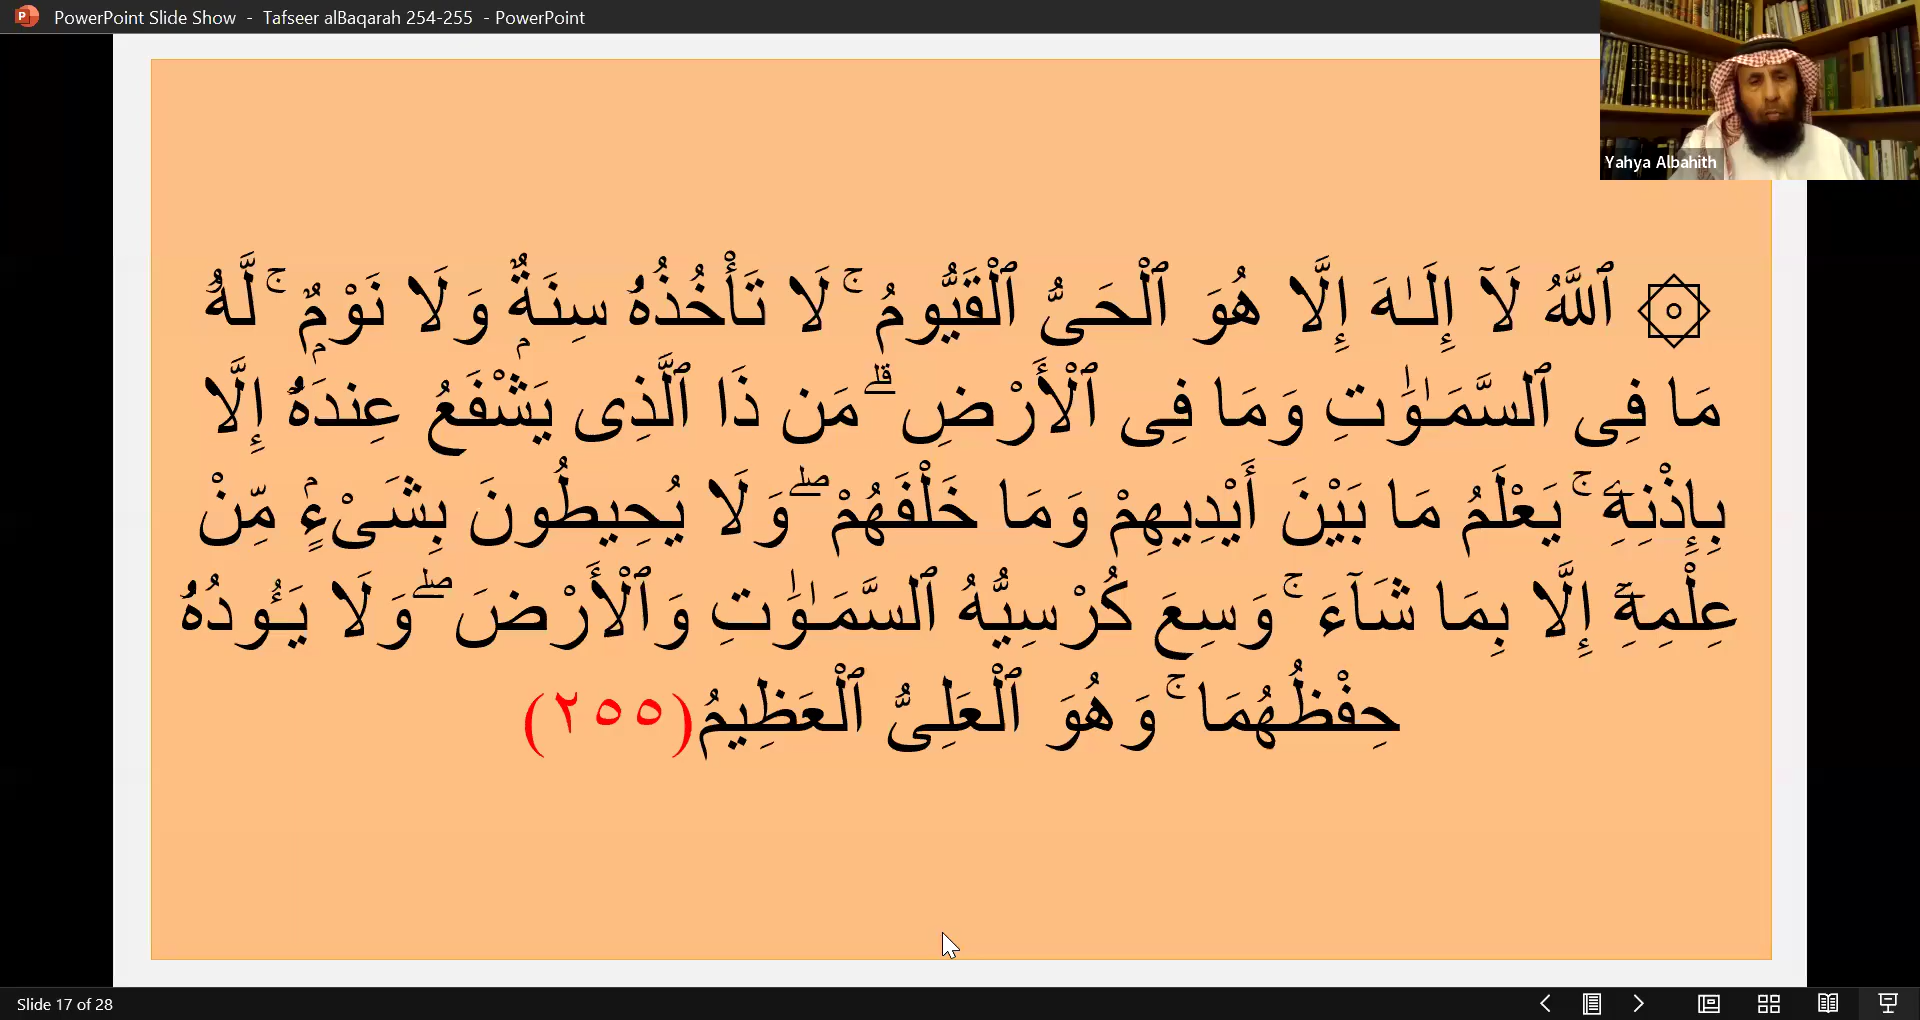 PowerPoint Slide Show - Tafseer alBaqarah 254-255 - PowerPoint
Yahya Albahith
۞ ٱللَّهُ لَآ إِلَـٰهَ إِلَّا هُوَ ٱلْحَىُّ ٱلْقَيُّومُ ۚ لَا تَأْخُذُهُۥ سِنَةٌۭ وَلَا نَوْمٌۭ ۚ لَّهُۥ
مَا فِى ٱلسَّمَـٰوَٰتِ وَمَا فِى ٱلْأَرْضِ ۗ مَن ذَا ٱلَّذِى يَشْفَعُ عِندَهُۥٓ إِلَّا
بِإِذْنِهِۦ ۚ يَعْلَمُ مَا بَيْنَ أَيْدِيهِمْ وَمَا خَلْفَهُمْ ۖ وَلَا يُحِيطُونَ بِشَىْءٍۢ مِّنْ
عِلْمِهِۦٓ إِلَّا بِمَا شَآءَ ۚ وَسِعَ كُرْسِيُّهُ ٱلسَّمَـٰوَٰتِ وَٱلْأَرْضَ ۖ وَلَا يَـُٔودُهُۥ
حِفْظُهُمَا ۚ وَهُوَ ٱلْعَلِىُّ ٱلْعَظِيمُ(٢٥٥)
Slide 17 of 28